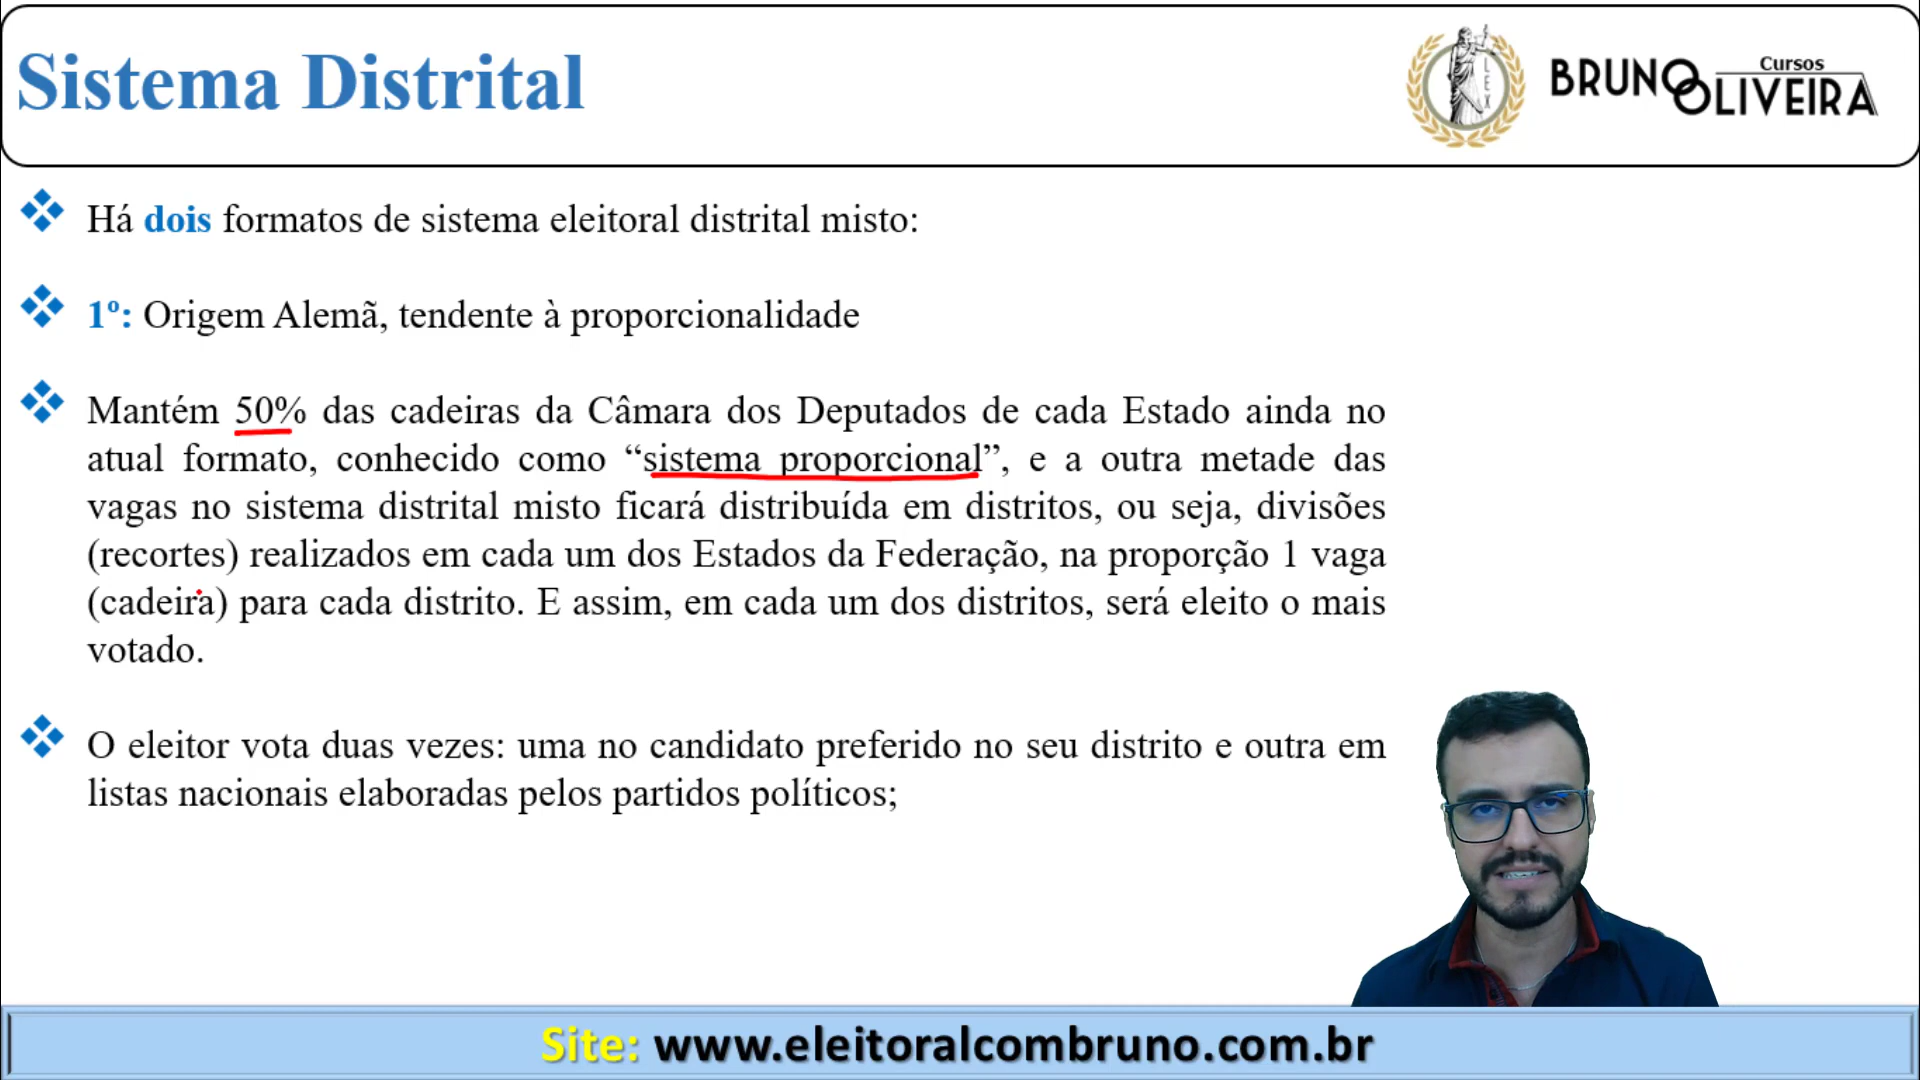 Sistema Distrital
LEX
Cursos
BRUNO OLIVEIRA
Há dois formatos de sistema eleitoral distrital misto:
1º: Origem Alemã, tendente à proporcionalidade
Mantém 50% das cadeiras da Câmara dos Deputados de cada Estado ainda no
atual formato, conhecido como “sistema proporcional”, e a outra metade das
vagas no sistema distrital misto ficará distribuída em distritos, ou seja, divisões
(recortes) realizados em cada um dos Estados da Federação, na proporção 1 vaga
(cadeira) para cada distrito. E assim, em cada um dos distritos, será eleito o mais
votado.
O eleitor vota duas vezes: uma no candidato preferido no seu distrito e outra em
listas nacionais elaboradas pelos partidos políticos;
Site: www.eleitoralcombruno.com.br